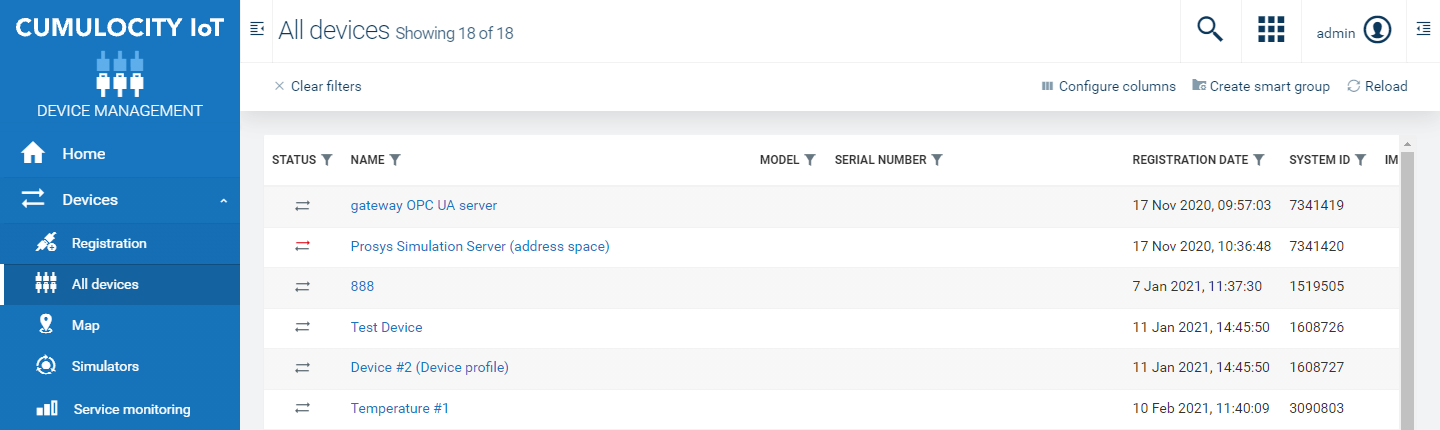 CUMULOCITY IoT
DEVICE MANAGEMENT
Home
Devices
Registration
All devices
Map
Simulators
Service monitoring
All devices Showing 18 of 18
admin
× Clear filters
Configure columns Create smart group Reload
STATUS NAME MODEL SERIAL NUMBER REGISTRATION DATE SYSTEM ID IM
gateway OPC UA server 17 Nov 2020, 09:57:03 7341419
Prosys Simulation Server (address space) 17 Nov 2020, 10:36:48 7341420
888 7 Jan 2021, 11:37:30 1519505
Test Device 11 Jan 2021, 14:45:50 1608726
Device #2 (Device profile) 11 Jan 2021, 14:45:50 1608727
Temperature #1 10 Feb 2021, 11:40:09 3090803